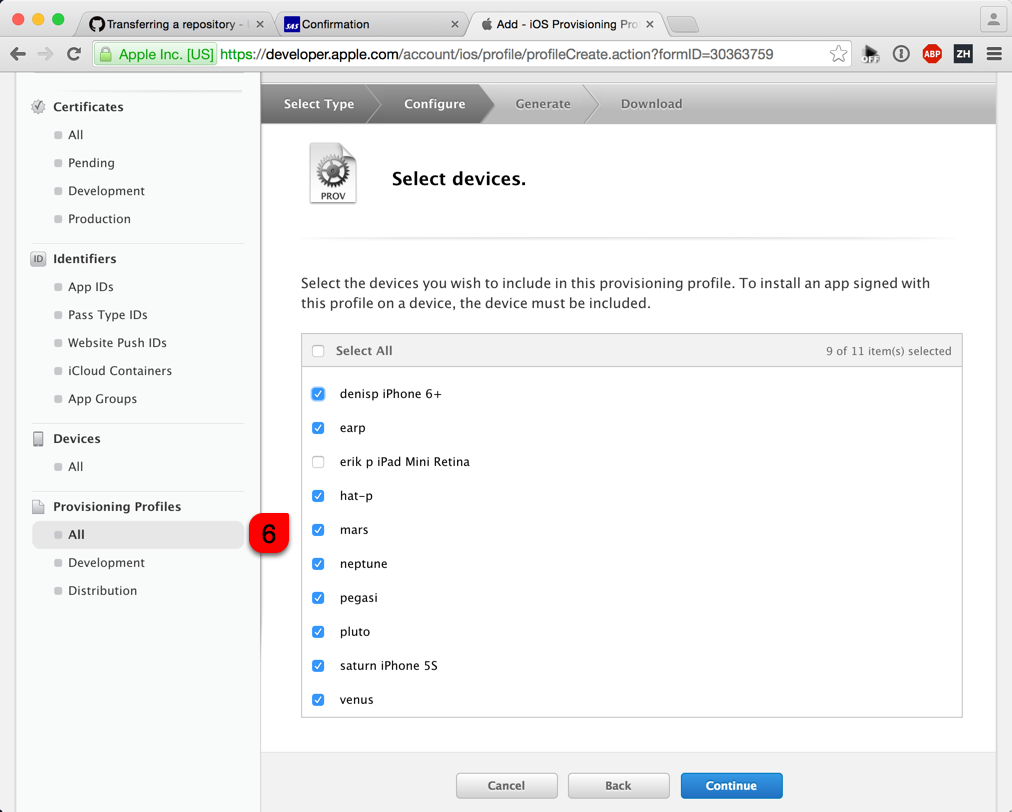 Transferring a repository -
SAS Confirmation
Add - iOS Provisioning Pro
Apple Inc. [US] https://developer.apple.com/account/ios/profile/profileCreate.action?formID=30363759
OFF
ABP
ZH
Certificates
All
Pending
Development
Production
ID Identifiers
App IDs
Pass Type IDs
Website Push IDs
iCloud Containers
App Groups
Devices
All
Provisioning Profiles
All
Development
Distribution
6
Select Type Configure Generate Download
PROV
Select devices.
Select the devices you wish to include in this provisioning profile. To install an app signed with
this profile on a device, the device must be included.
Select All 9 of 11 item(s) selected
denisp iPhone 6+
earp
erik p iPad Mini Retina
hat-p
mars
neptune
pegasi
pluto
saturn iPhone 5S
venus
Cancel Back Continue